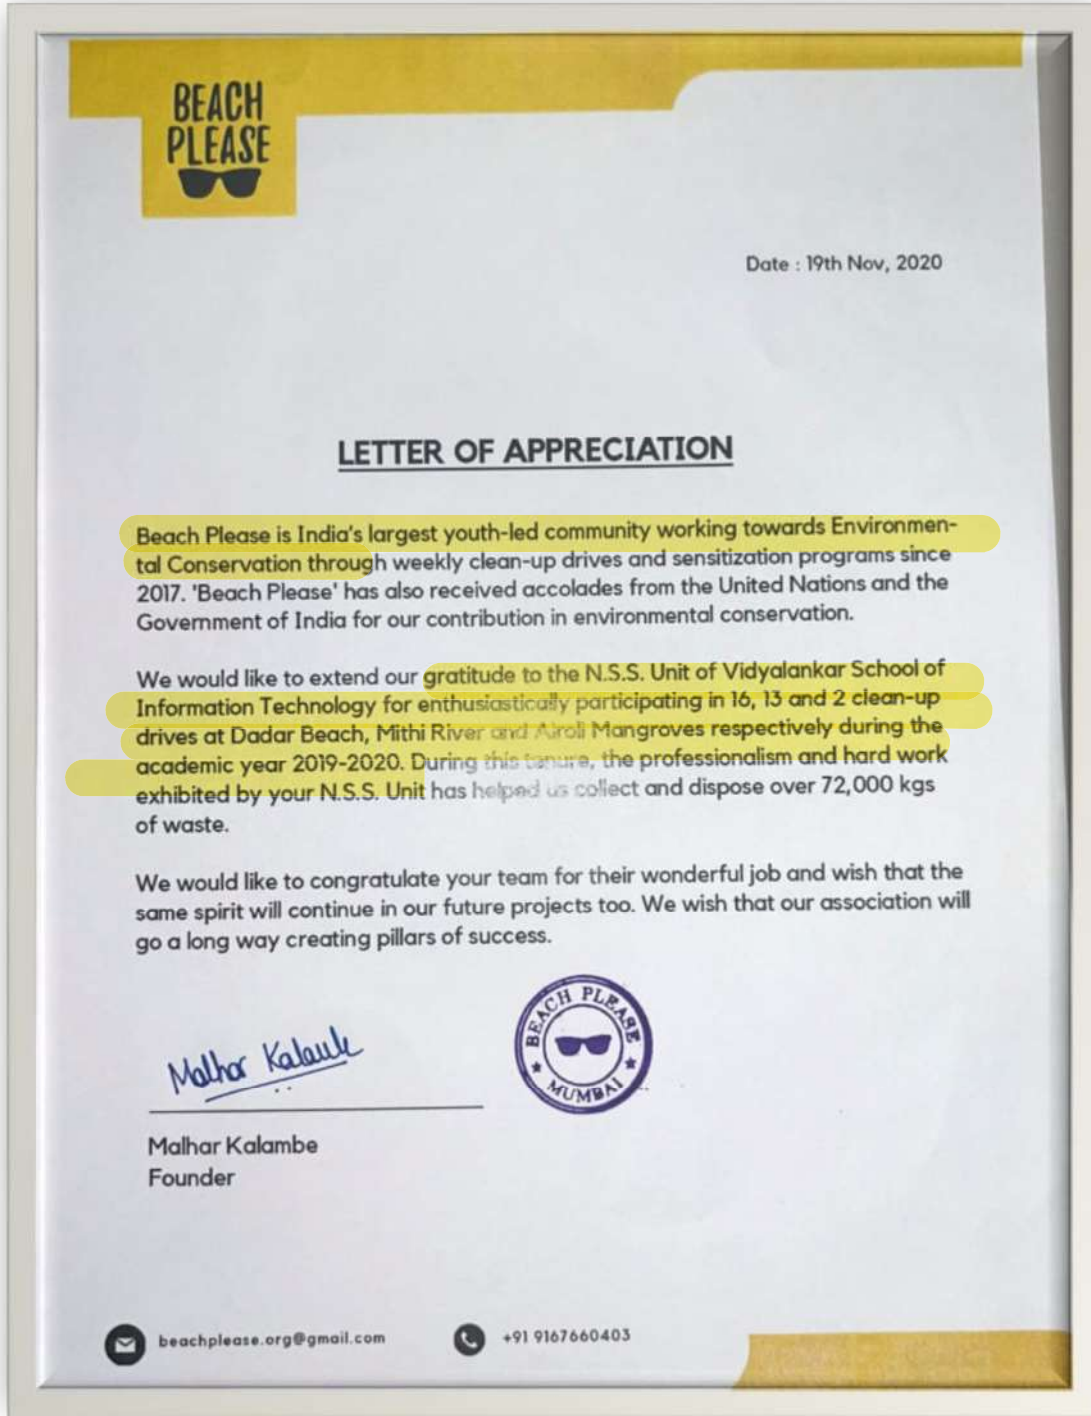 BEACH
PLEASE
Date : 19th Nov, 2020
LETTER OF APPRECIATION
Beach Please is India's largest youth-led community working towards Environmen-
tal Conservation through weekly clean-up drives and sensitization programs since
2017. 'Beach Please' has also received accolades from the United Nations and the
Government of India for our contribution in environmental conservation.
We would like to extend our gratitude to the N.S.S. Unit of Vidyalankar School of
Information Technology for enthusiastically participating in 16, 13 and 2 clean-up
drives at Dadar Beach, Mithi River and Airoli Mangroves respectively during the
academic year 2019-2020. During this tenure, the professionalism and hard work
exhibited by your N.S.S. Unit has helped us collect and dispose over 72,000 kgs
of waste.
We would like to congratulate your team for their wonderful job and wish that the
same spirit will continue in our future projects too. We wish that our association will
go a long way creating pillars of success.
BEACH PLEASE
MUMBAI
Malhar Kalambe
Malhar Kalambe
Founder
beachplease.org@gmail.com
+91 9167660403